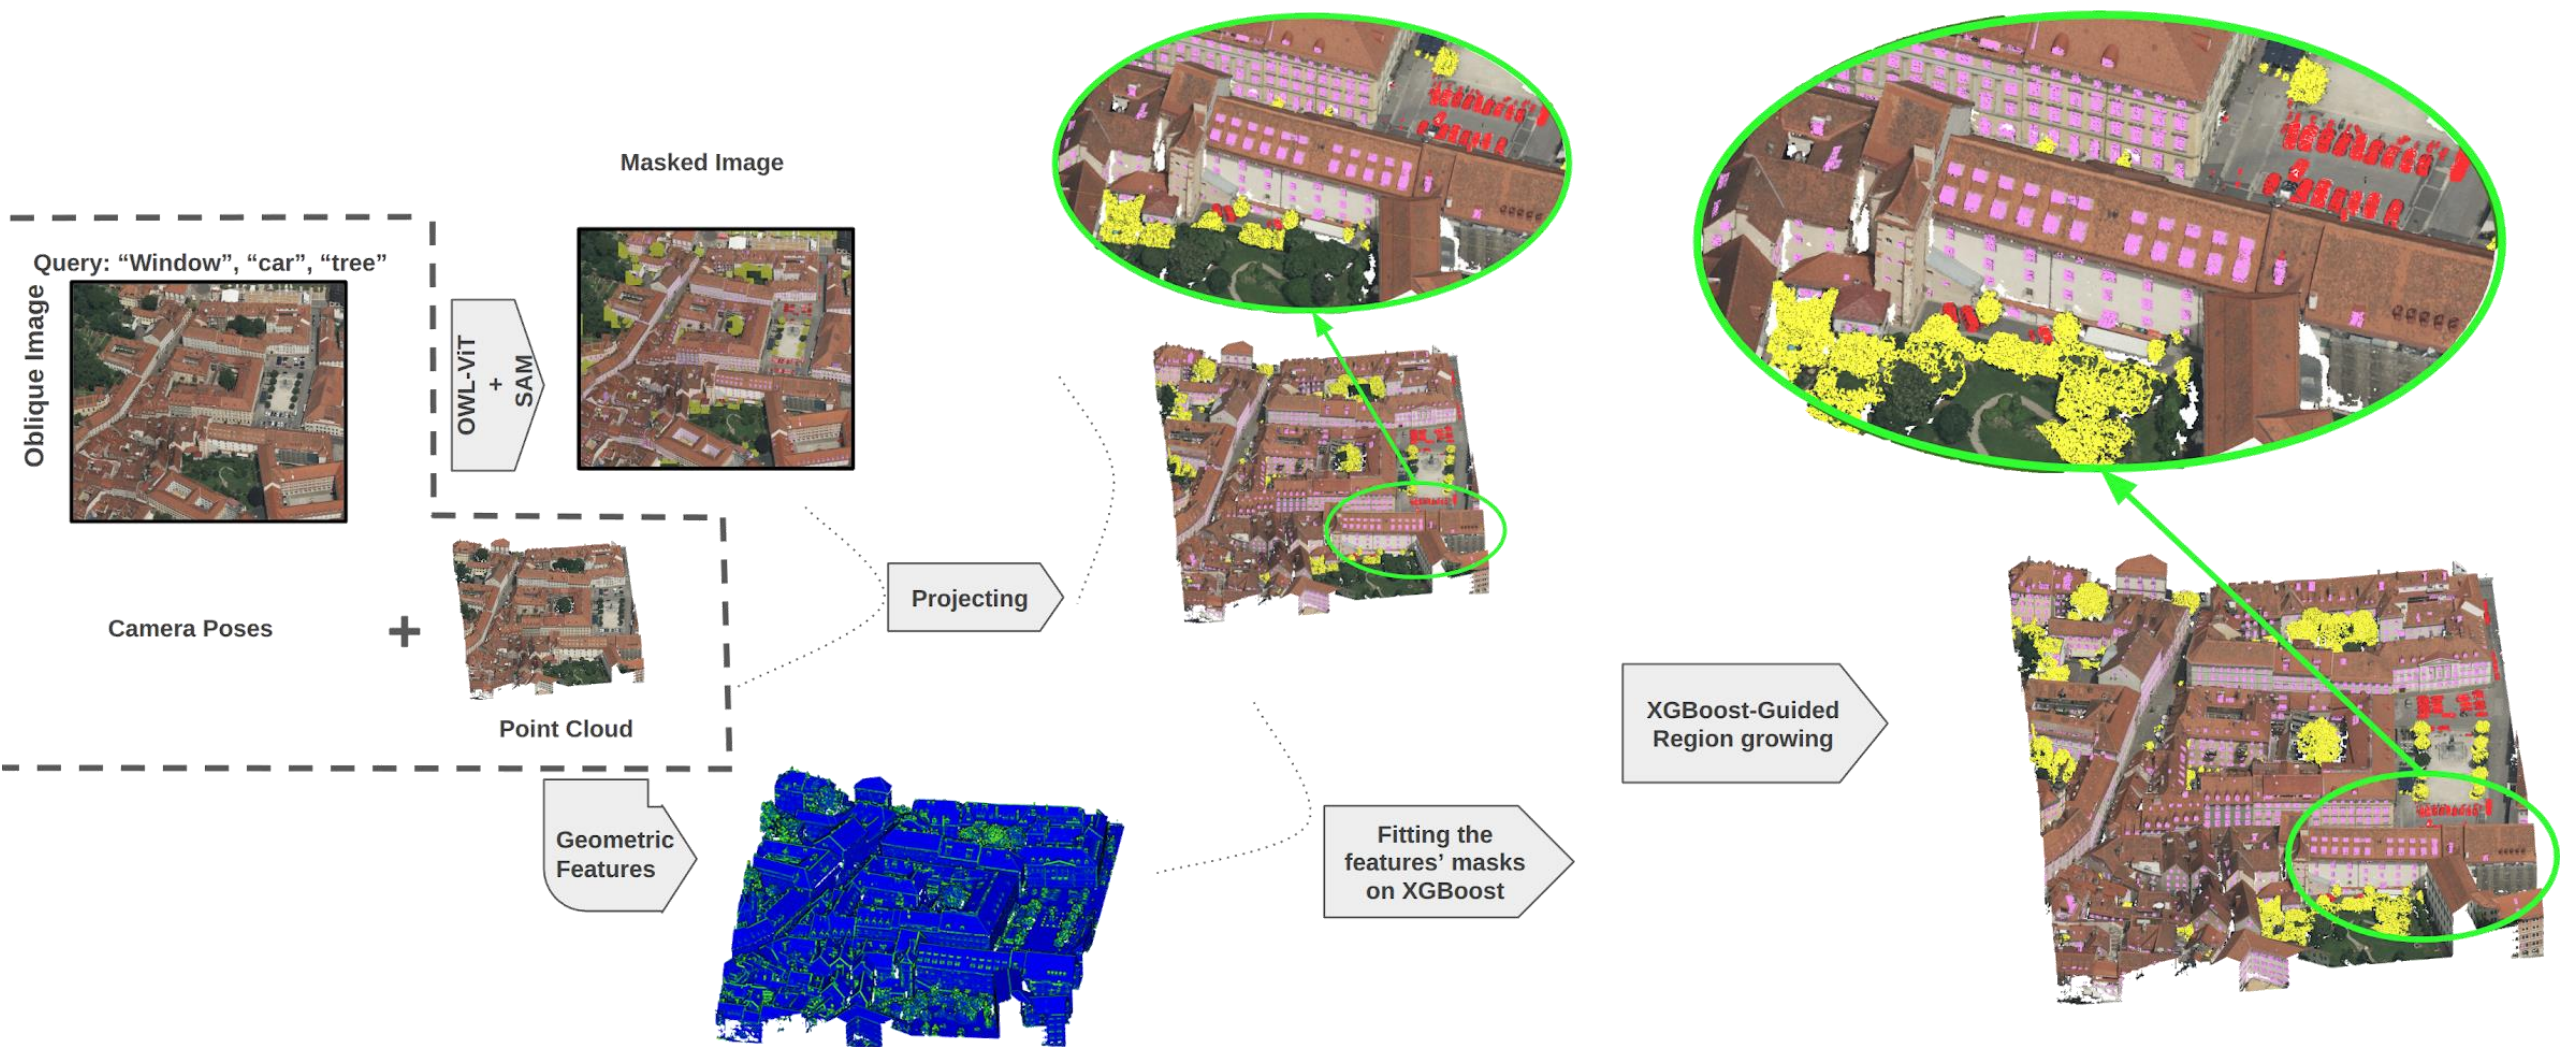 Masked Image
Query: “Window”, “car”, “tree”
Oblique Image
OWL-ViT
+
SAM
Camera Poses
+
Point Cloud
Projecting
Geometric
Features
Fitting the
features’ masks
on XGBoost
XGBoost-Guided
Region growing